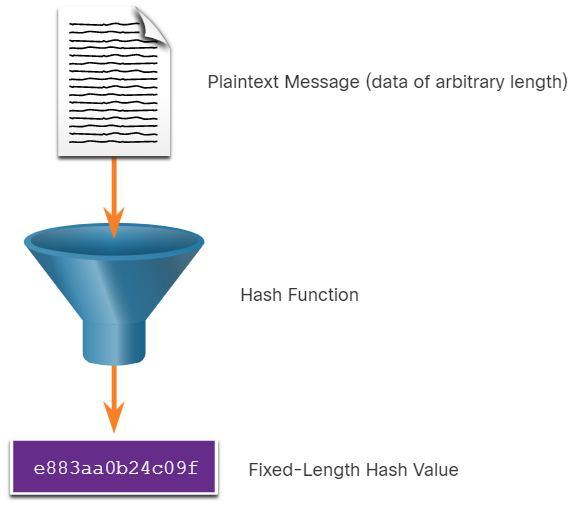 Plaintext Message (data of arbitrary length)
Hash Function
e883aa0b24c09f
Fixed-Length Hash Value